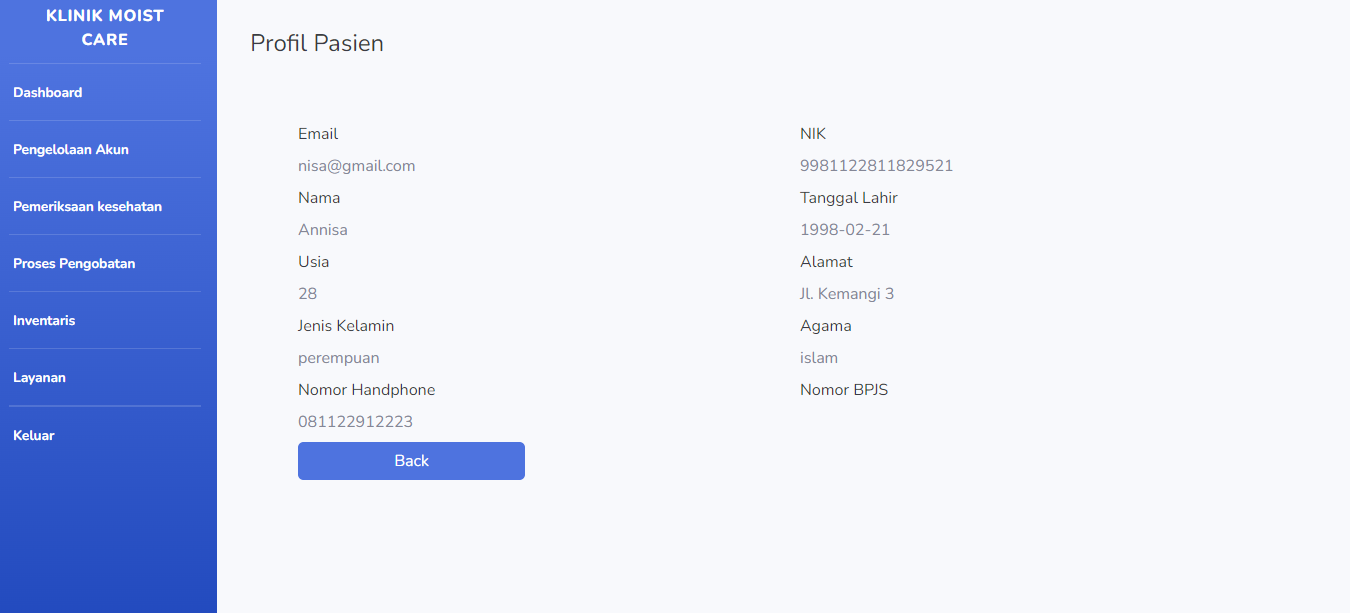 KLINIK MOIST
CARE
Dashboard
Pengelolaan Akun
Pemeriksaan kesehatan
Proses Pengobatan
Inventaris
Layanan
Keluar
Profil Pasien
Email
nisa@gmail.com
Nama
Annisa
Usia
28
Jenis Kelamin
perempuan
Nomor Handphone
081122912223
Back
NIK
9981122811829521
Tanggal Lahir
1998-02-21
Alamat
Jl. Kemangi 3
Agama
islam
Nomor BPJS